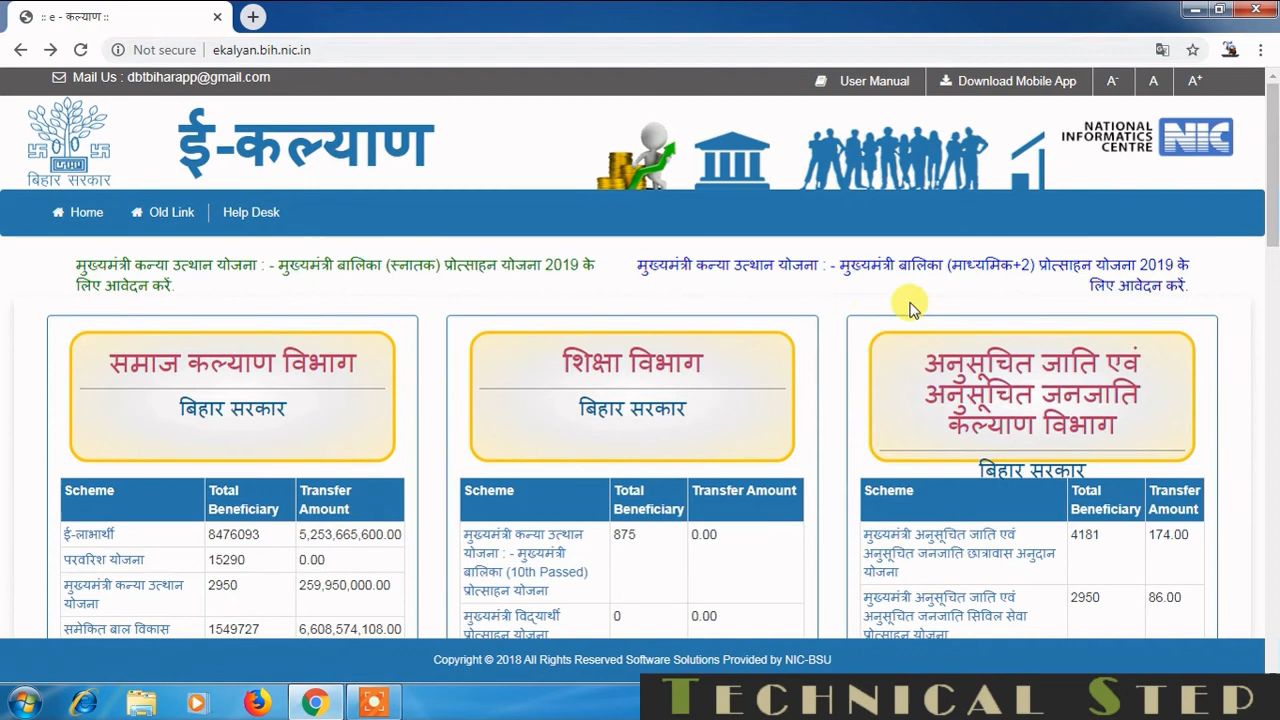 :: e - कल्याण ::
Not secure
ekalyan.bih.nic.in
Mail Us : dbtbiharapp@gmail.com
User Manual
Download Mobile App
A-
A
A+
बिहार सरकार
ई-कल्याण
NATIONAL
INFORMATICS
CENTRE
NIC
Home
Old Link
Help Desk
मुख्यमंत्री कन्या उत्थान योजना : - मुख्यमंत्री बालिका (स्नातक) प्रोत्साहन योजना 2019 के
लिए आवेदन करें.
मुख्यमंत्री कन्या उत्थान योजना : - मुख्यमंत्री बालिका (माध्यमिक+2) प्रोत्साहन योजना 2019 के
लिए आवेदन करें.
समाज कल्याण विभाग
बिहार सरकार
Scheme Total Beneficiary Transfer Amount
ई-लाभार्थी 8476093 5,253,665,600.00
परवरिश योजना 15290 0.00
मुख्यमंत्री कन्या उत्थान 2950 259,950,000.00
योजना
समेकित बाल विकास 1549727 6,608,574,108.00
शिक्षा विभाग
बिहार सरकार
Scheme Total Beneficiary Transfer Amount
मुख्यमंत्री कन्या उत्थान 875 0.00
योजना : - मुख्यमंत्री
बालिका (10th Passed)
प्रोत्साहन योजना
मुख्यमंत्री विद्यार्थी 0 0.00
प्रोत्साहन योजना
अनुसूचित जाति एवं
अनुसूचित जनजाति
कल्याण विभाग
बिहार सरकार
Scheme Total Beneficiary Transfer Amount
मुख्यमंत्री अनुसूचित जाति एवं 4181 174.00
अनुसूचित जनजाति छात्रावास अनुदान
योजना
मुख्यमंत्री अनुसूचित जाति एवं 2950 86.00
अनुसूचित जनजाति सिविल सेवा
प्रोत्साहन योजना
Copyright © 2018 All Rights Reserved Software Solutions Provided by NIC-BSU
TECHNICAL STEP